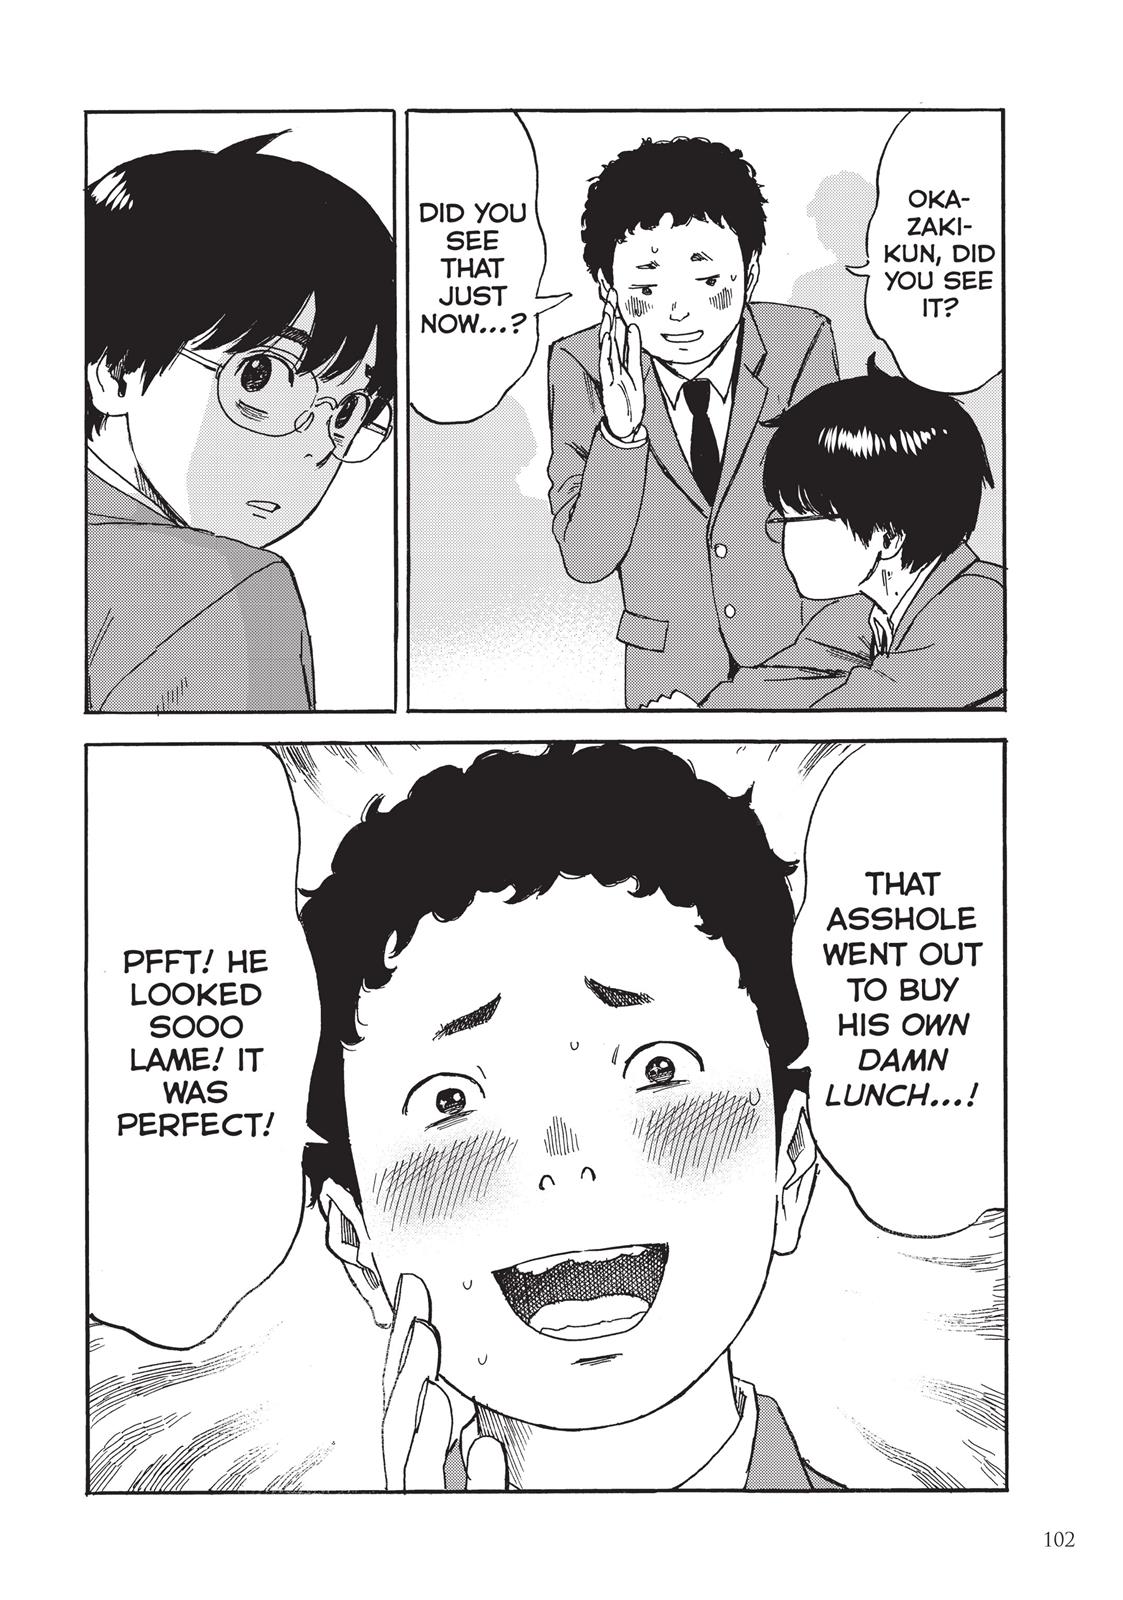 OKA-
ZAKI-
KUN, DID
YOU SEE
IT?
DID YOU
SEE
THAT
JUST
NOW...?
THAT
ASSHOLE
WENT OUT
TO BUY
HIS OWN
DAMN
LUNCH...!
PFFT! HE
LOOKED
SOOO
LAME! IT
WAS
PERFECT!
102